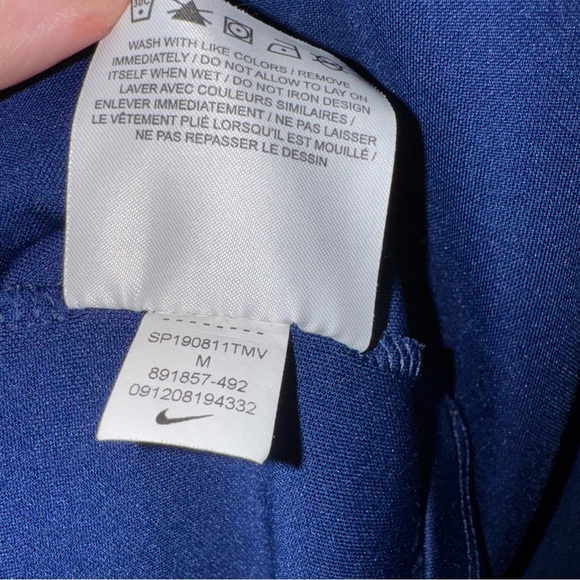 30C
WASH WITH LIKE COLORS / REMOVE
IMMEDIATELY / DO NOT ALLOW TO LAY ON
ITSELF WHEN WET / DO NOT IRON DESIGN
LAVER AVEC COULEURS SIMILAIRES /
ENLEVER IMMÉDIATEMENT / NE PAS LAISSER
LE VÊTEMENT PLIÉ LORSQU'IL EST MOUILLÉ /
NE PAS REPASSER LE DESSIN
SP190811TMV
M
891857-492
091208194332